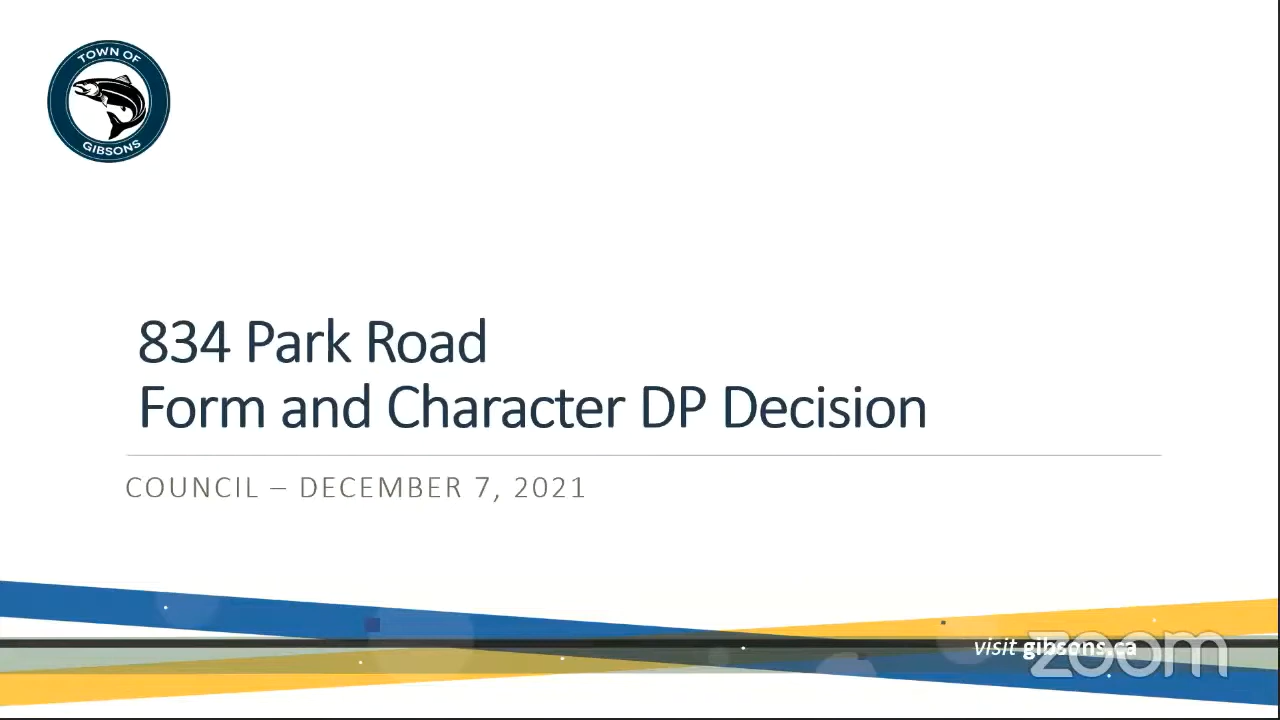 TOWN OF
GIBSONS
834 Park Road
Form and Character DP Decision
COUNCIL – DECEMBER 7, 2021
visit gibsons.ca
zoom